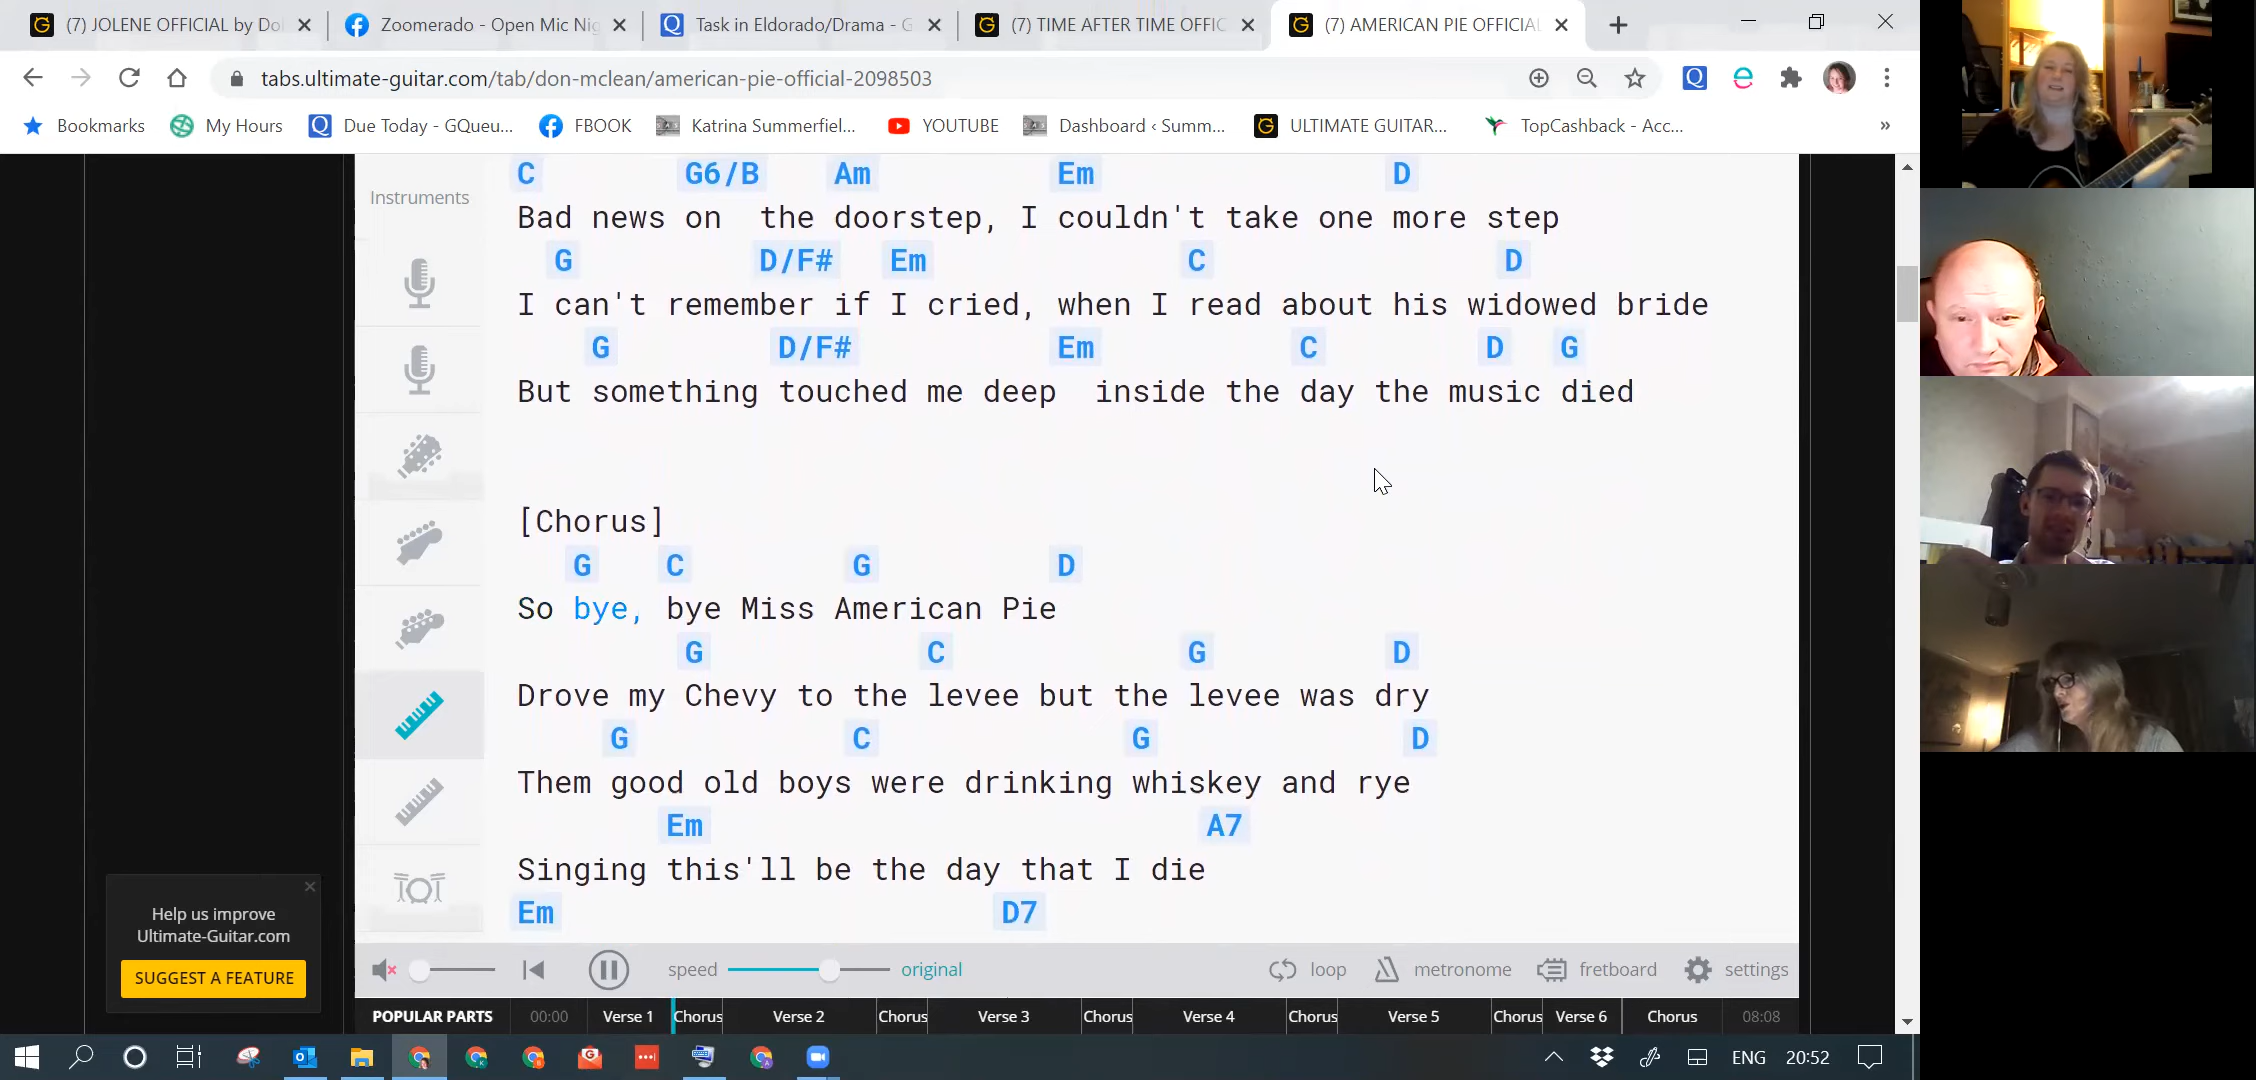 (7) JOLENE OFFICIAL by Dol
Zoomerado - Open Mic Nig
Task in Eldorado/Drama - G
(7) TIME AFTER TIME OFFIC
(7) AMERICAN PIE OFFICIAL
tabs.ultimate-guitar.com/tab/don-mclean/american-pie-official-2098503
Bookmarks My Hours Due Today - GQueu... FBOOK Katrina Summerfiel... YOUTUBE Dashboard ‹ Summ... ULTIMATE GUITAR... TopCashback - Acc... »
Instruments
C G6/B Am Em D
Bad news on the doorstep, I couldn't take one more step
G D/F# Em C D
I can't remember if I cried, when I read about his widowed bride
G D/F# Em C D G
But something touched me deep inside the day the music died
[Chorus]
G C G D
So bye, bye Miss American Pie
G C G D
Drove my Chevy to the levee but the levee was dry
G C G D
Them good old boys were drinking whiskey and rye
Em A7
Singing this'll be the day that I die
Em D7
Help us improve
Ultimate-Guitar.com
SUGGEST A FEATURE
speed original loop metronome fretboard settings
POPULAR PARTS 00:00 Verse 1 Chorus Verse 2 Chorus Verse 3 Chorus Verse 4 Chorus Verse 5 Chorus Verse 6 Chorus 08:08
ENG 20:52